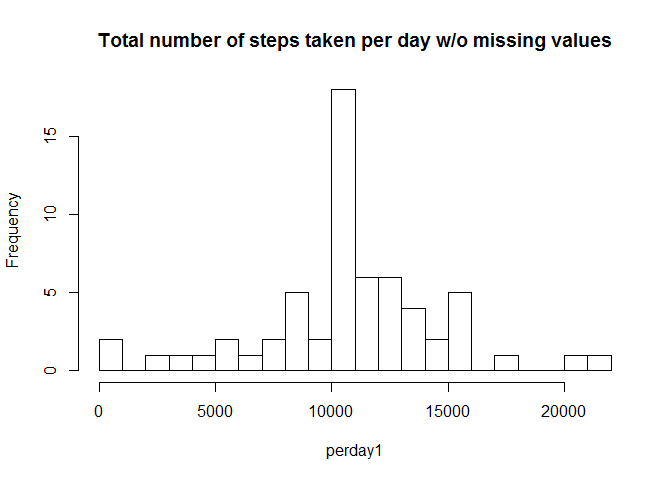 Total number of steps taken per day w/o missing values
Frequency
15
10
5
0
0 5000 10000 15000 20000
perday1